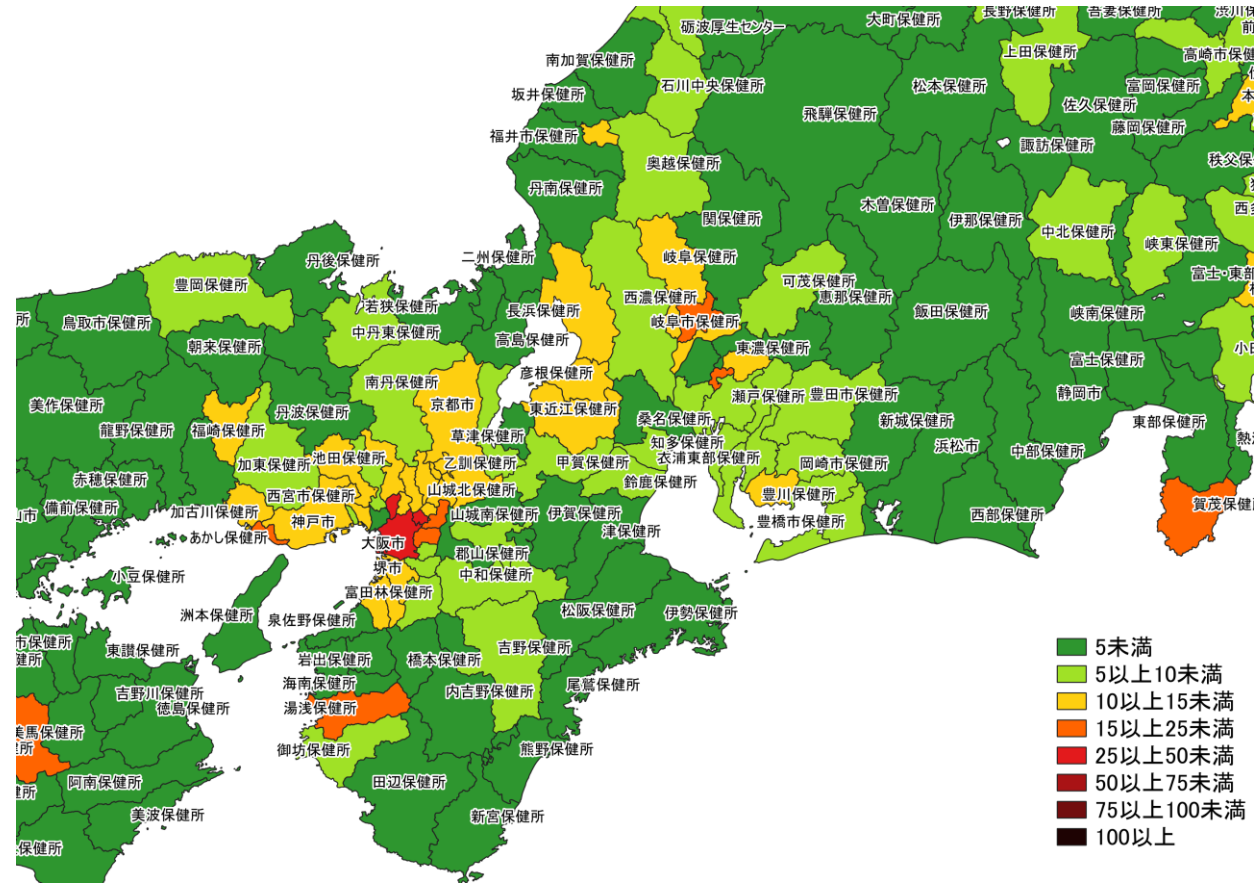 砺波厚生センター
大町保健所
長野保健所
吾妻保健所
南加賀保健所
石川中央保健所
上田保健所
坂井保健所
松本保健所
富岡保健所
飛騨保健所
佐久保健所
福井市保健所
藤岡保健所
諏訪保健所
奥越保健所
丹南保健所
木曽保健所
関保健所
伊那保健所
中北保健所
峡東保健所
二州保健所
岐阜保健所
丹後保健所
可茂保健所
豊岡保健所
西濃保健所
恵那保健所
若狭保健所
長浜保健所
飯田保健所
峡南保健所
鳥取市保健所
岐阜市保健所
中丹東保健所
高島保健所
朝来保健所
東濃保健所
富士保健所
彦根保健所
南丹保健所
瀬戸保健所
豊田市保健所
静岡市
美作保健所
京都市
東近江保健所
丹波保健所
桑名保健所
新城保健所
東部保健所
龍野保健所
福崎保健所
草津保健所
知多保健所
浜松市
中部保健所
池田保健所
衣浦東部保健所
加東保健所
乙訓保健所
甲賀保健所
岡崎市保健所
赤穂保健所
鈴鹿保健所
山城北保健所
西宮市保健所
豊川保健所
備前保健所
加古川保健所
賀茂保健所
山城南保健所
伊賀保健所
西部保健所
神戸市
豊橋市保健所
あかし保健所
津保健所
大阪市
郡山保健所
堺市
中和保健所
小豆保健所
富田林保健所
松阪保健所
伊勢保健所
洲本保健所
泉佐野保健所
吉野保健所
東讃保健所
岩出保健所
橋本保健所
海南保健所
尾鷲保健所
吉野川保健所
内吉野保健所
湯浅保健所
徳島保健所
美馬保健所
御坊保健所
熊野保健所
阿南保健所
田辺保健所
美波保健所
新宮保健所
5未満
5以上10未満
10以上15未満
15以上25未満
25以上50未満
50以上75未満
75以上100未満
100以上